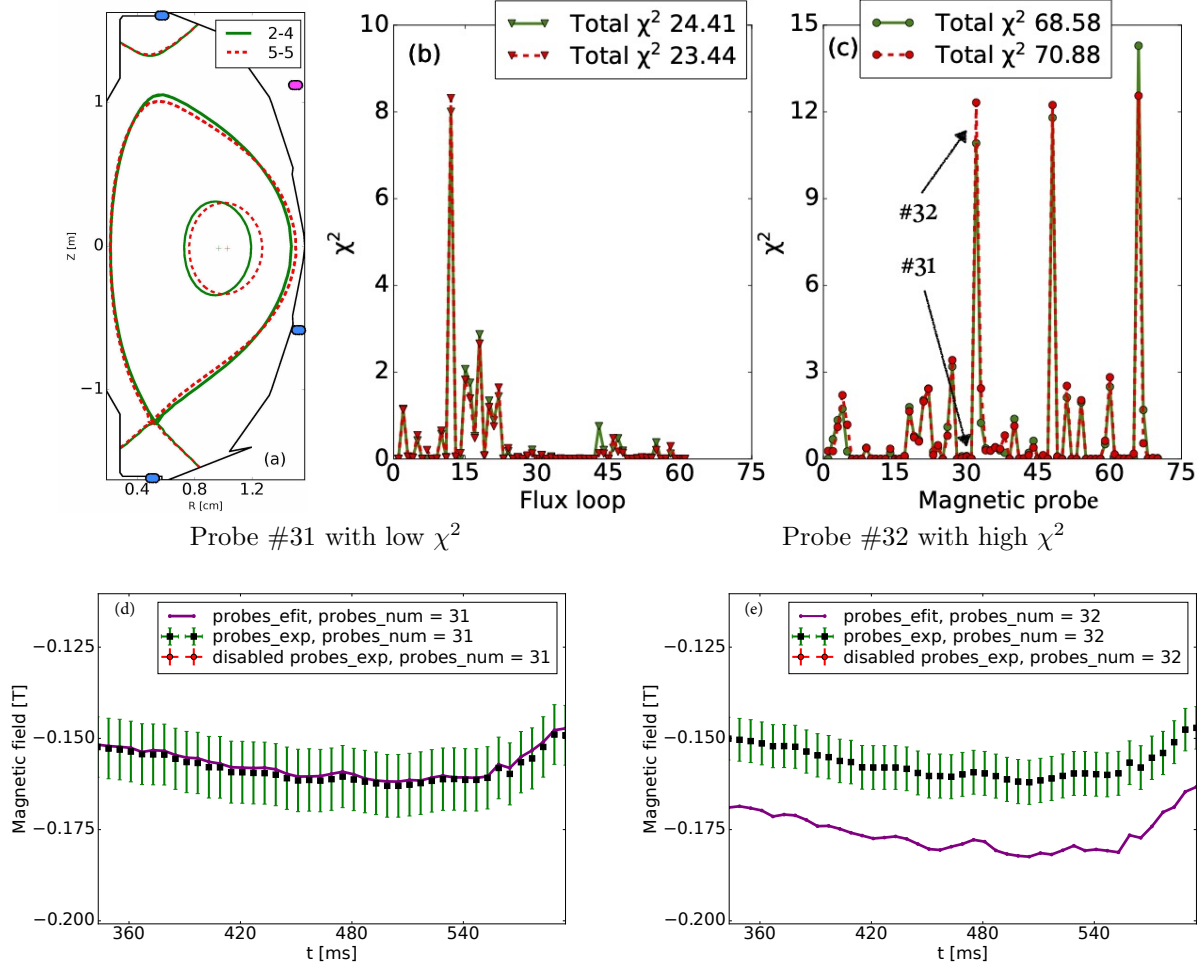 2-4
5-5
1
0
−1
Z [m]
0.4 0.8 1.2
R [cm]
(a)
Total χ² 24.41
Total χ² 23.44
(b)
10
8
6
4
2
0
χ²
0 15 30 45 60 75
Flux loop
Total χ² 68.58
Total χ² 70.88
(c)
15
12
9
6
3
0
χ²
#32
#31
0 15 30 45 60 75
Magnetic probe
Probe #31 with low χ²
Probe #32 with high χ²
(d)
probes_efit, probes_num = 31
probes_exp, probes_num = 31
disabled probes_exp, probes_num = 31
−0.125
−0.150
−0.175
−0.200
Magnetic field [T]
360 420 480 540
t [ms]
(e)
probes_efit, probes_num = 32
probes_exp, probes_num = 32
disabled probes_exp, probes_num = 32
−0.125
−0.150
−0.175
−0.200
Magnetic field [T]
360 420 480 540
t [ms]